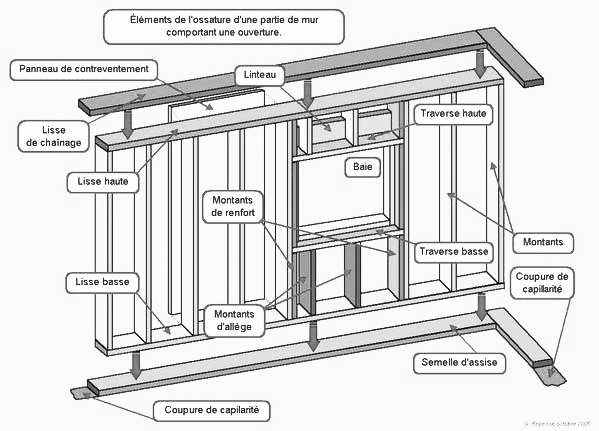 Éléments de l'ossature d'une partie de mur
comportant une ouverture.
Panneau de contreventement
Linteau
Lisse
de chaînage
Traverse haute
Lisse haute
Baie
Montants
de renfort
Montants
Traverse basse
Lisse basse
Coupure de
capilarité
Montants
d'allége
Semelle d'assise
Coupure de capilarité